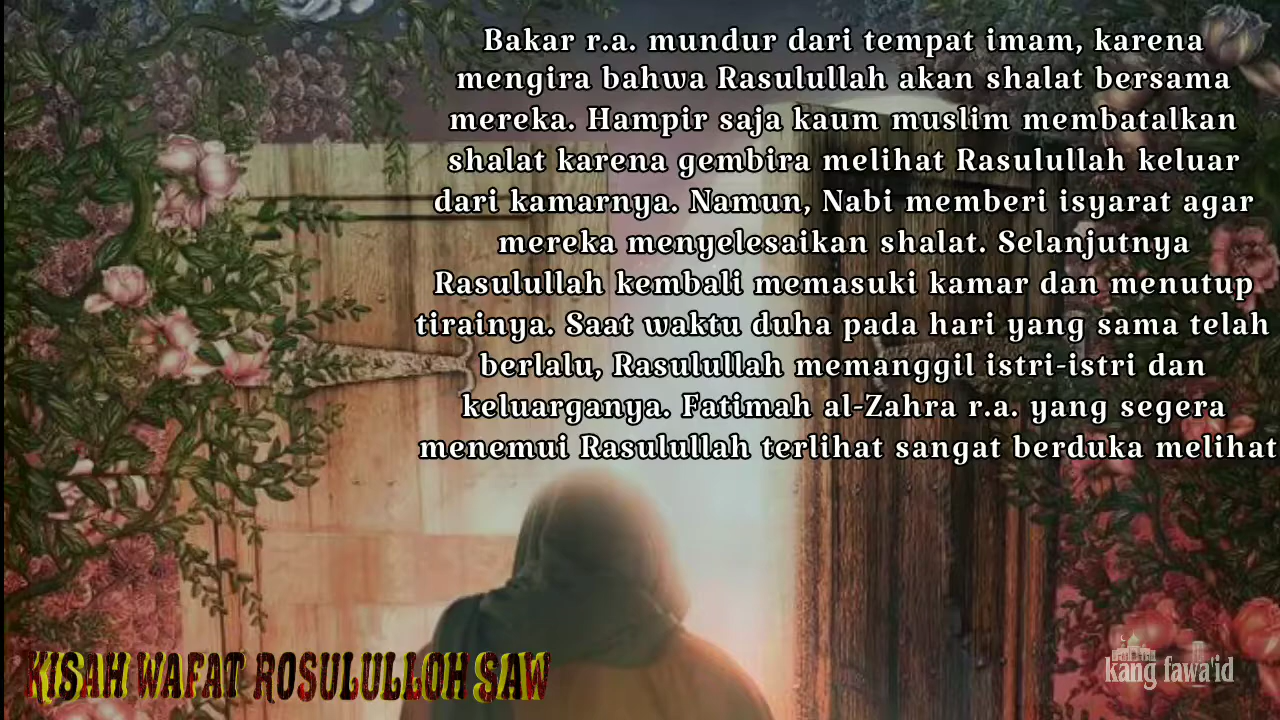 Bakar r.a. mundur dari tempat imam, karena
mengira bahwa Rasulullah akan shalat bersama
mereka. Hampir saja kaum muslim membatalkan
shalat karena gembira melihat Rasulullah keluar
dari kamarnya. Namun, Nabi memberi isyarat agar
mereka menyelesaikan shalat. Selanjutnya
Rasulullah kembali memasuki kamar dan menutup
tirainya. Saat waktu duha pada hari yang sama telah
berlalu, Rasulullah memanggil istri-istri dan
keluarganya. Fatimah al-Zahra r.a. yang segera
menemui Rasulullah terlihat sangat berduka melihat
KISAH WAFAT ROSULULLOH SAW
kang fawa'id